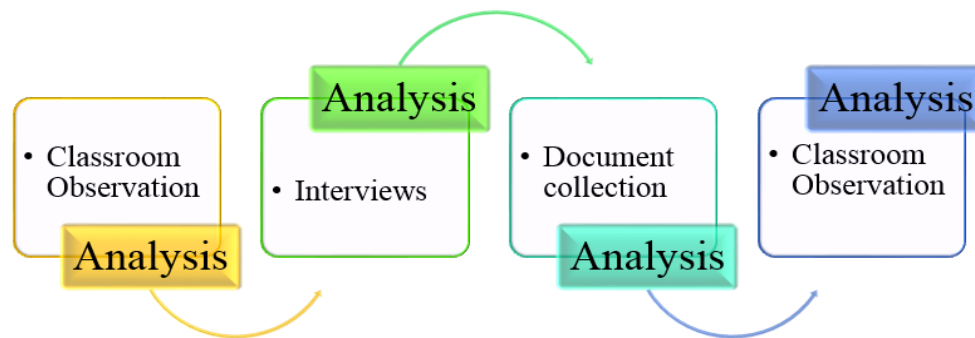 • Classroom
Observation
Analysis
Analysis
• Interviews
• Document
collection
Analysis
Analysis
• Classroom
Observation